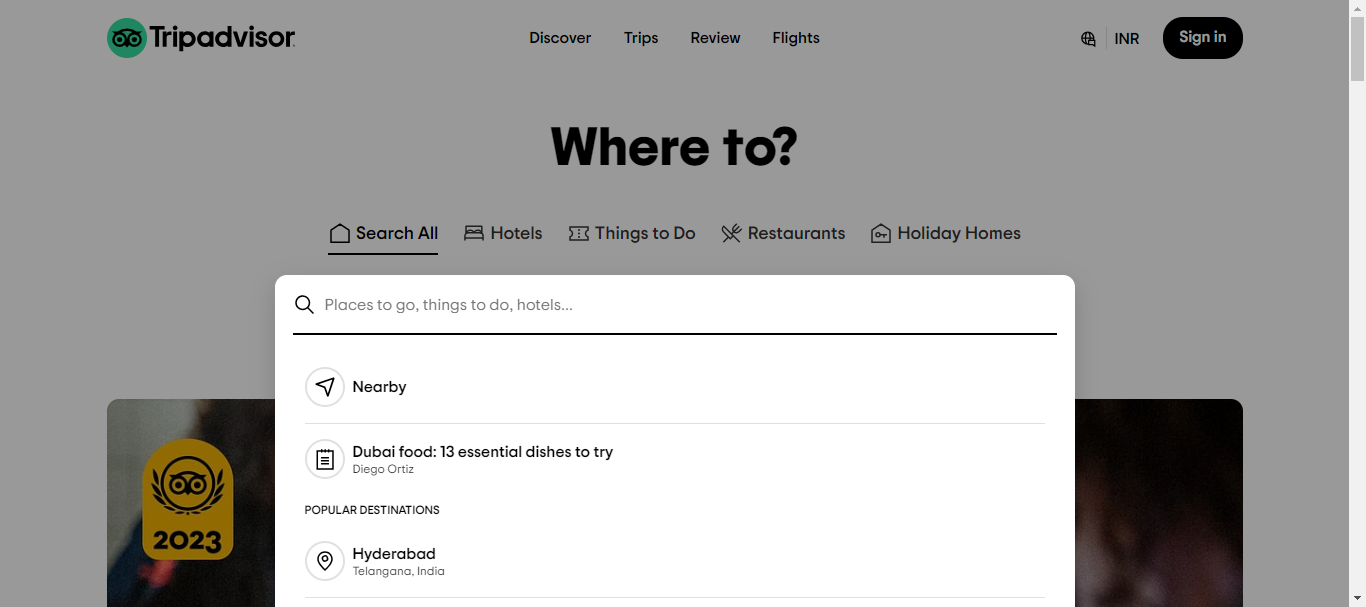 Tripadvisor
Discover
Trips
Review
Flights
INR
Sign in
Where to?
Search All
Hotels
Things to Do
Restaurants
Holiday Homes
Places to go, things to do, hotels...
Nearby
Dubai food: 13 essential dishes to try
Diego Ortiz
POPULAR DESTINATIONS
Hyderabad
Telangana, India
2023